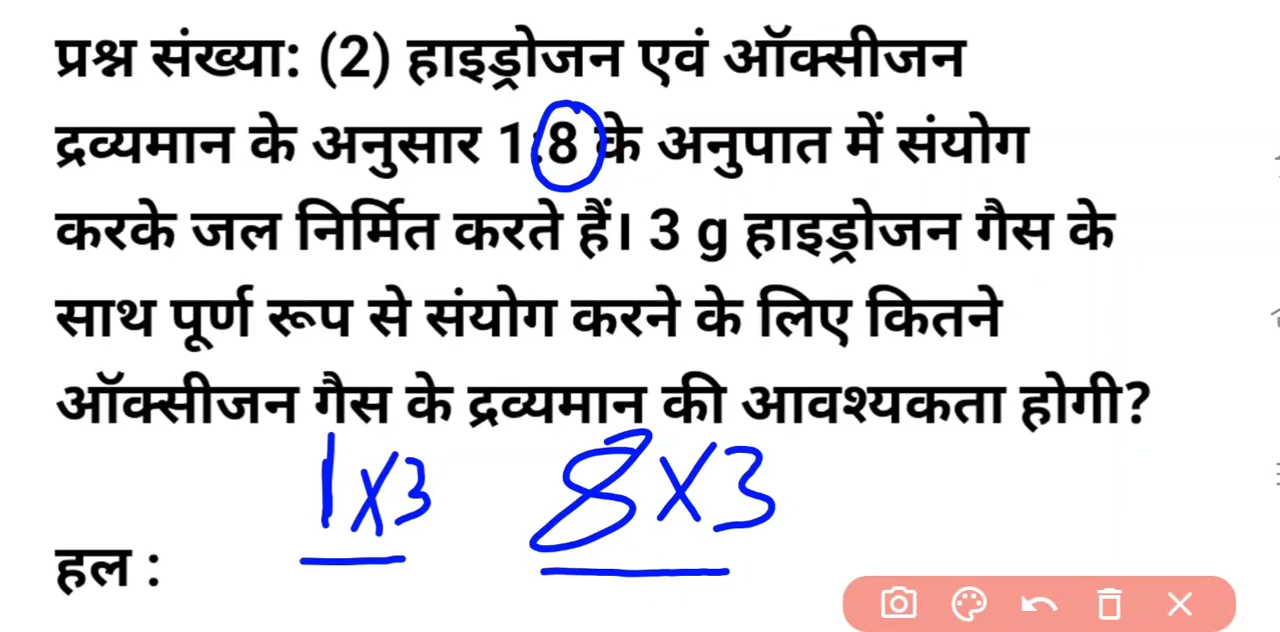 प्रश्न संख्या: (2) हाइड्रोजन एवं ऑक्सीजन
द्रव्यमान के अनुसार 1:8 के अनुपात में संयोग
करके जल निर्मित करते हैं। 3 g हाइड्रोजन गैस के
साथ पूर्ण रूप से संयोग करने के लिए कितने
ऑक्सीजन गैस के द्रव्यमान की आवश्यकता होगी?
1x3 8x3
हल :